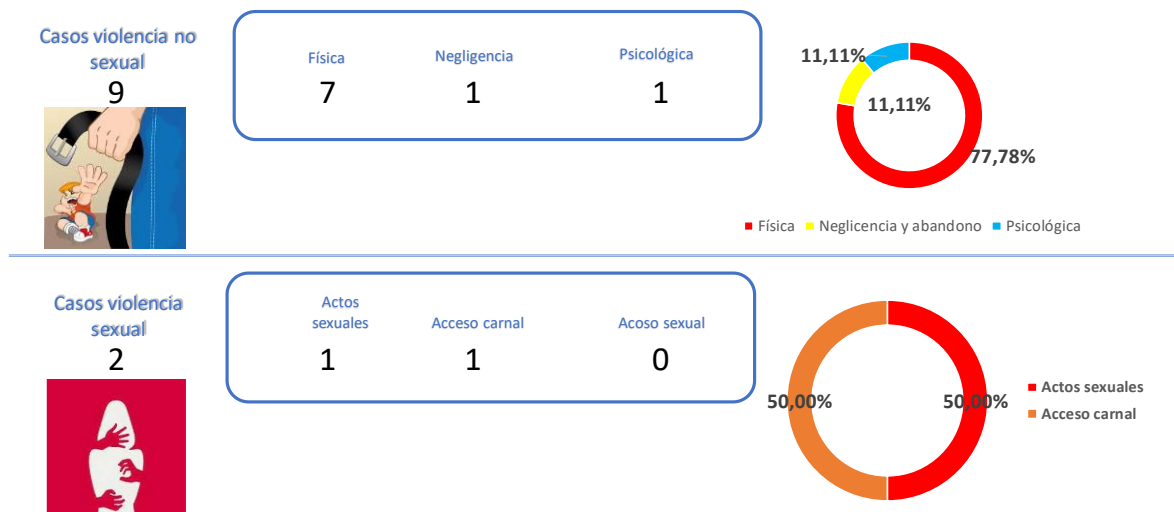 Casos violencia no
sexual
9
Física
Negligencia
Psicológica
7
1
1
11,11%
11,11%
77,78%
Física
Neglicencia y abandono
Psicológica
Casos violencia
sexual
2
Actos
sexuales
Acceso carnal
Acoso sexual
1
1
0
50,00%
50,00%
Actos sexuales
Acceso carnal